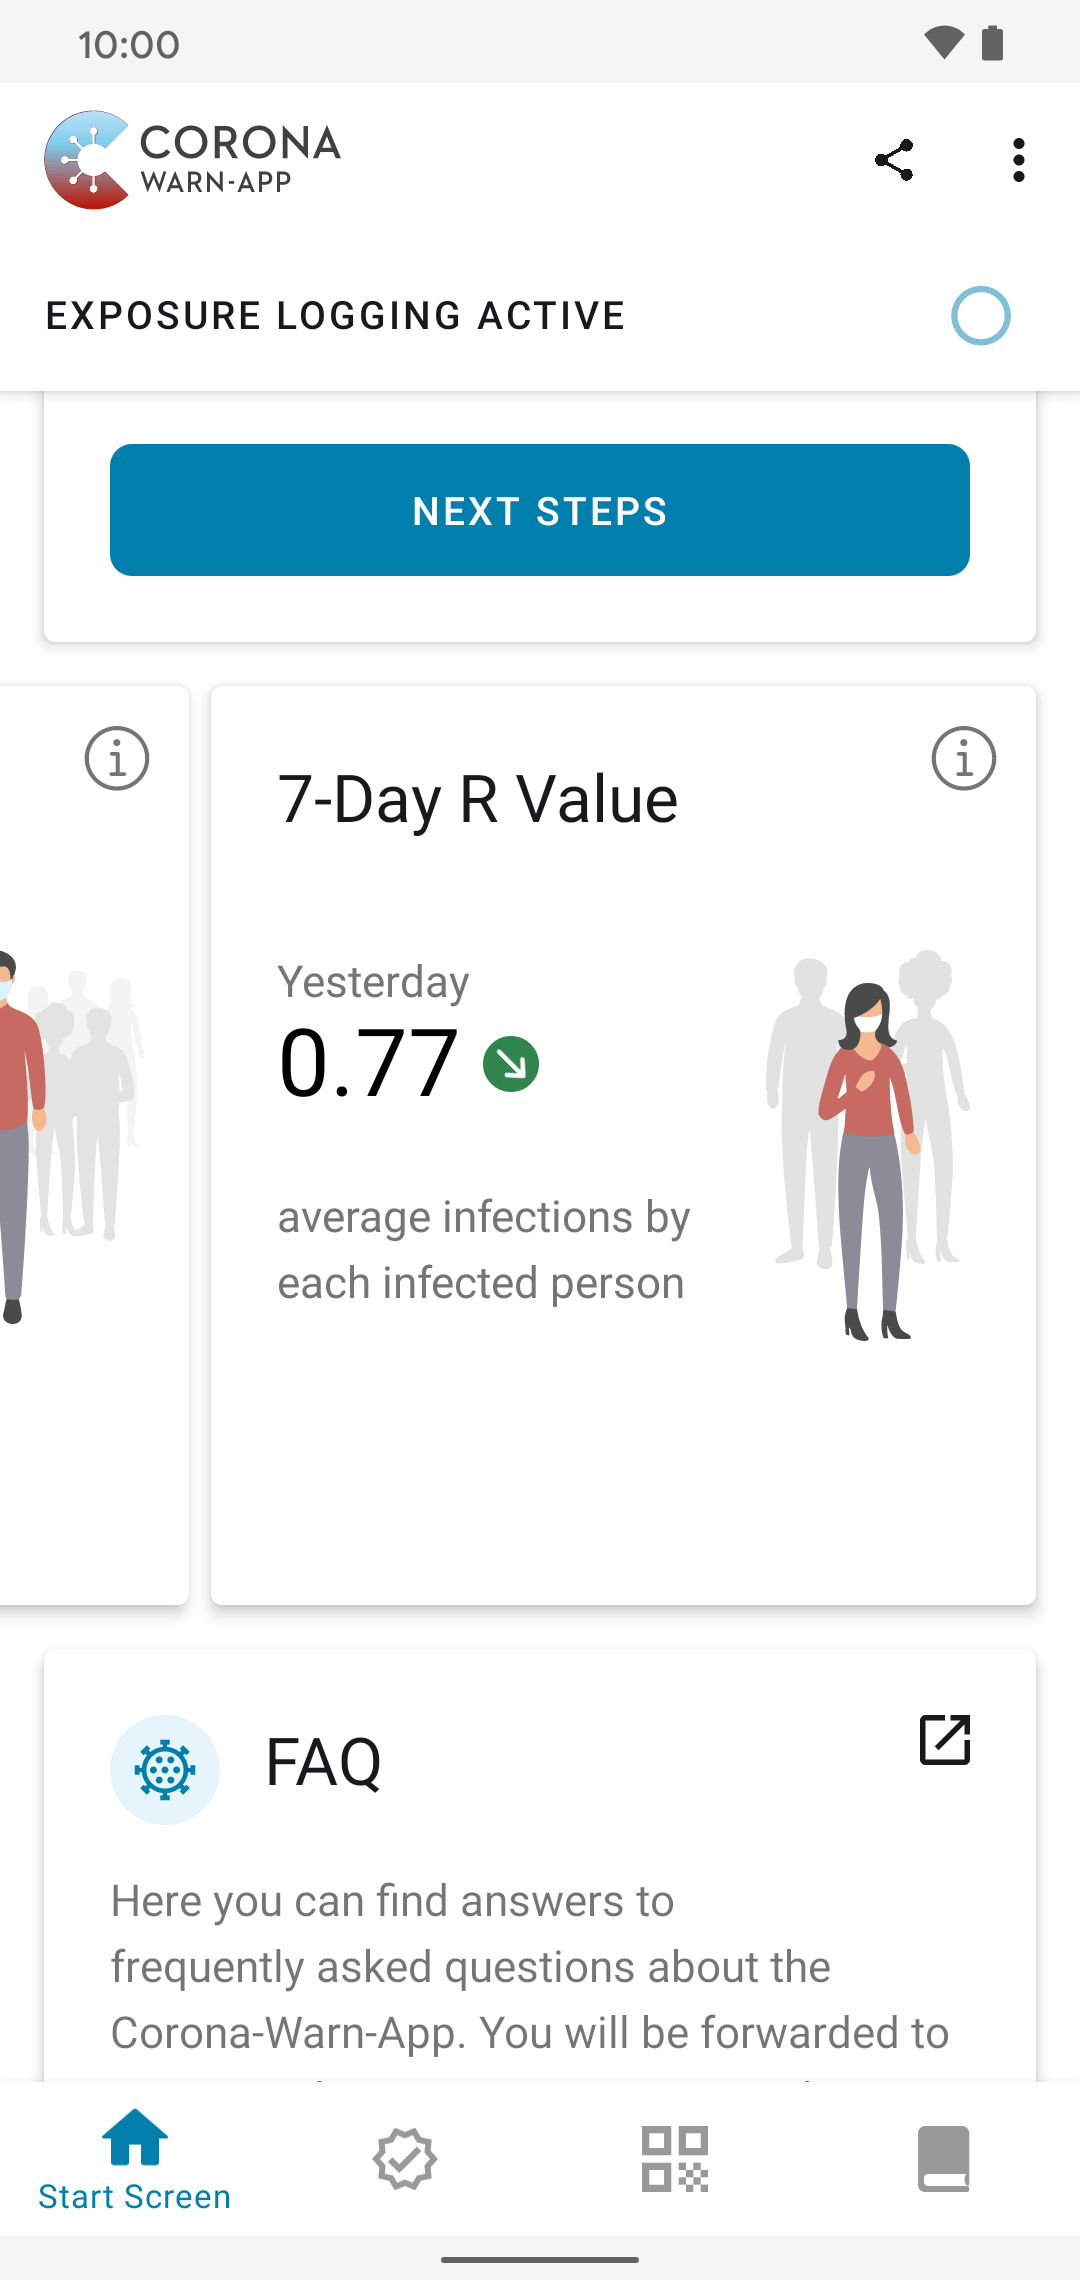 10:00
CORONA
WARN-APP
EXPOSURE LOGGING ACTIVE
NEXT STEPS
7-Day R Value
Yesterday
0.77
average infections by
each infected person
FAQ
Here you can find answers to
frequently asked questions about the
Corona-Warn-App. You will be forwarded to
Start Screen